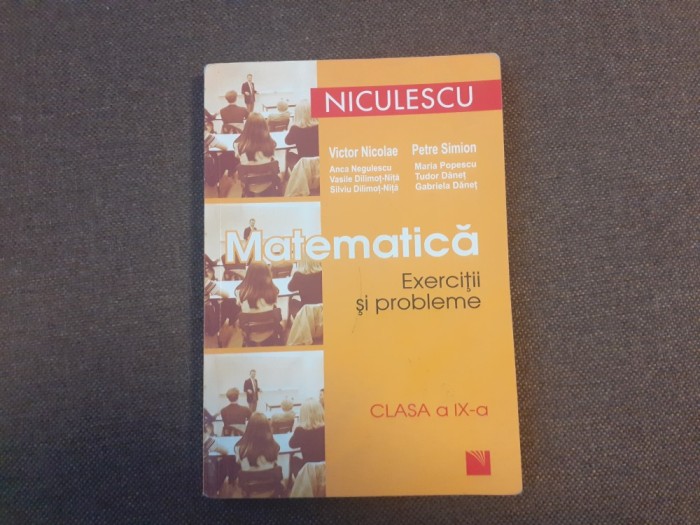 NICULESCU
Victor Nicolae Petre Simion
Anca Negulescu Maria Popescu
Vasile Dilimoț-Niță Tudor Dăneț
Silviu Dilimoț-Niță Gabriela Dăneț
Matematică
Exerciții
și probleme
CLASA a IX-a
N